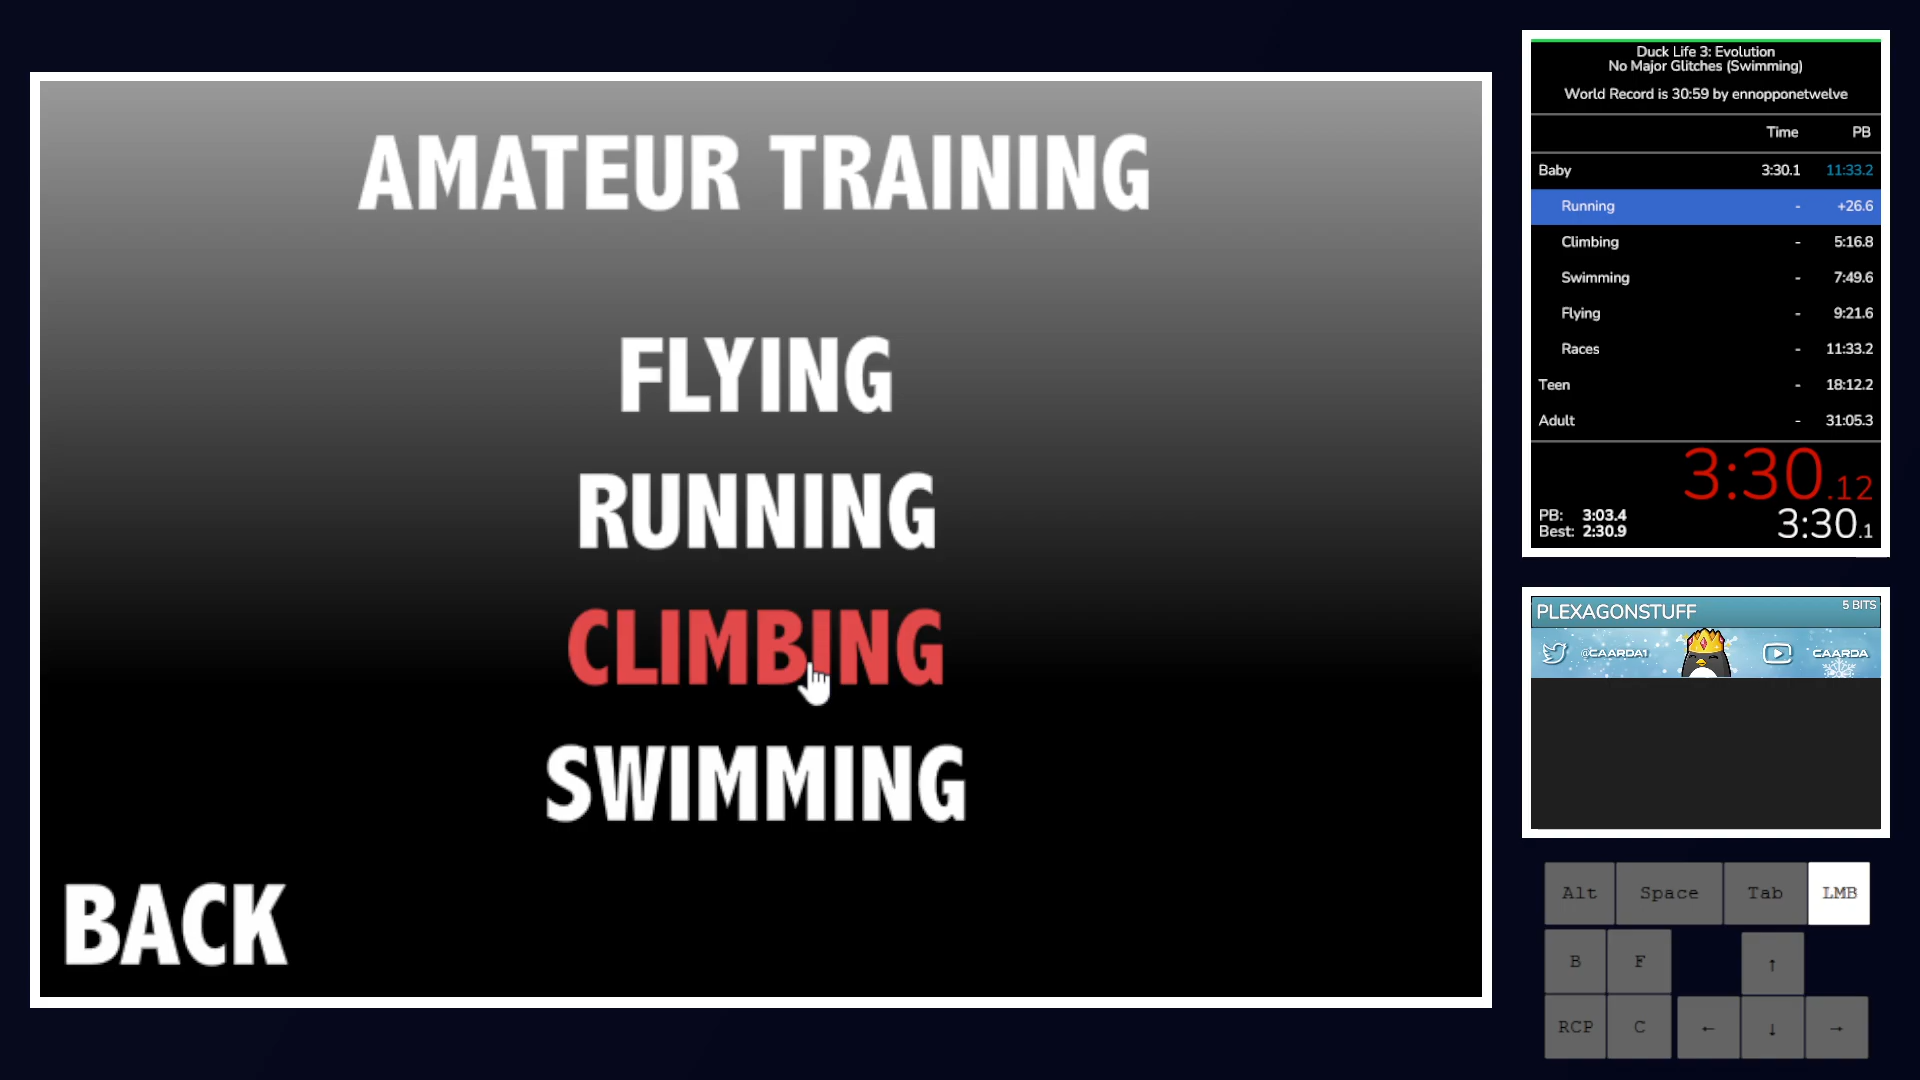 AMATEUR TRAINING
FLYING
RUNNING
CLIMBING
SWIMMING
BACK
Duck Life 3: Evolution
No Major Glitches (Swimming)
World Record is 30:59 by ennopponetwelve
Time PB
Baby 3:30.1 11:33.2
Running - +26.6
Climbing - 5:16.8
Swimming - 7:49.6
Flying - 9:21.6
Races - 11:33.2
Teen - 18:12.2
Adult - 31:05.3
3:30.12
PB: 3:03.4
Best: 2:30.9
3:30.1
PLEXAGONSTUFF 5 BITS
@CAARDA1 CAARDA
Alt Space Tab LMB
B F ↑
RCP C ← ↓ →